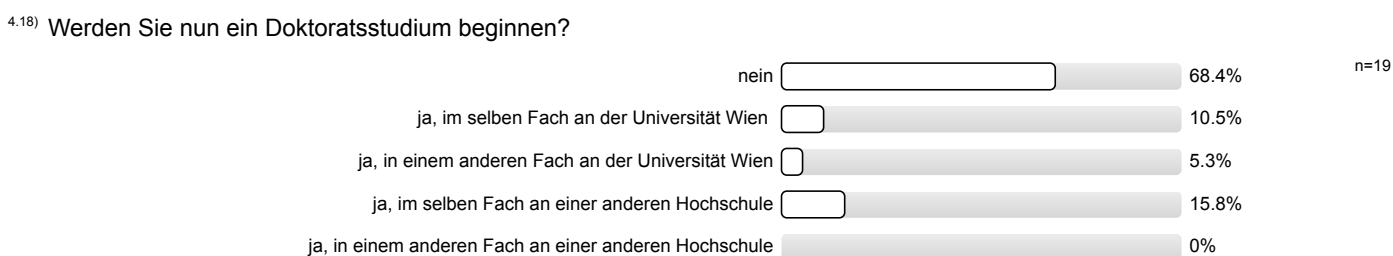 4.18) Werden Sie nun ein Doktoratsstudium beginnen?
nein 68.4% n=19
ja, im selben Fach an der Universität Wien 10.5%
ja, in einem anderen Fach an der Universität Wien 5.3%
ja, im selben Fach an einer anderen Hochschule 15.8%
ja, in einem anderen Fach an einer anderen Hochschule 0%